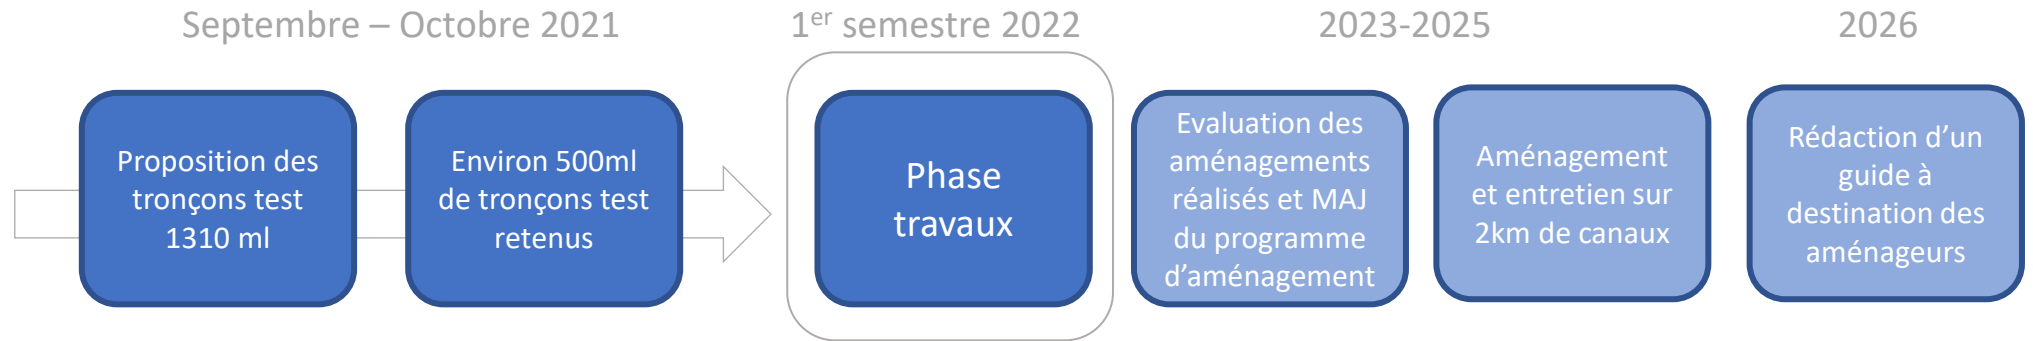 Septembre – Octobre 2021
1er semestre 2022
2023-2025
2026
Proposition des
tronçons test
1310 ml
Environ 500ml
de tronçons test
retenus
Phase
travaux
Evaluation des
aménagements
réalisés et MAJ
du programme
d’aménagement
Aménagement
et entretien sur
2km de canaux
Rédaction d’un
guide à
destination des
aménageurs